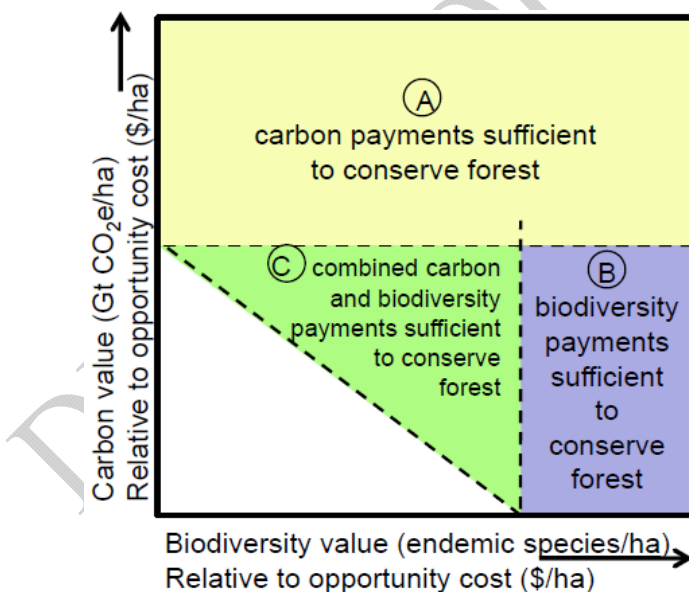 Carbon value (Gt CO₂e/ha)
Relative to opportunity cost ($/ha)
A
carbon payments sufficient
to conserve forest
C combined carbon
and biodiversity
payments sufficient
to conserve
forest
B
biodiversity
payments
sufficient
to
conserve
forest
Biodiversity value (endemic species/ha)
Relative to opportunity cost ($/ha)